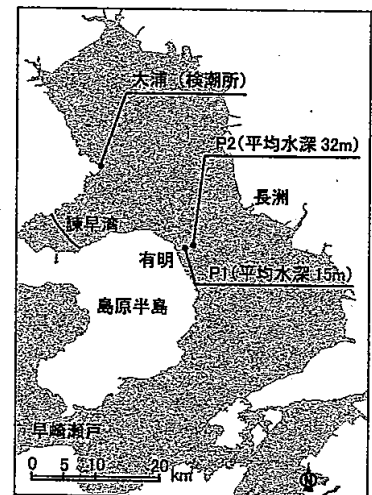 大浦（検潮所）
P2(平均水深 32m)
長洲
諫早湾
有明
P1(平均水深 15m)
島原半島
早崎瀬戸
0 5 10 20 km